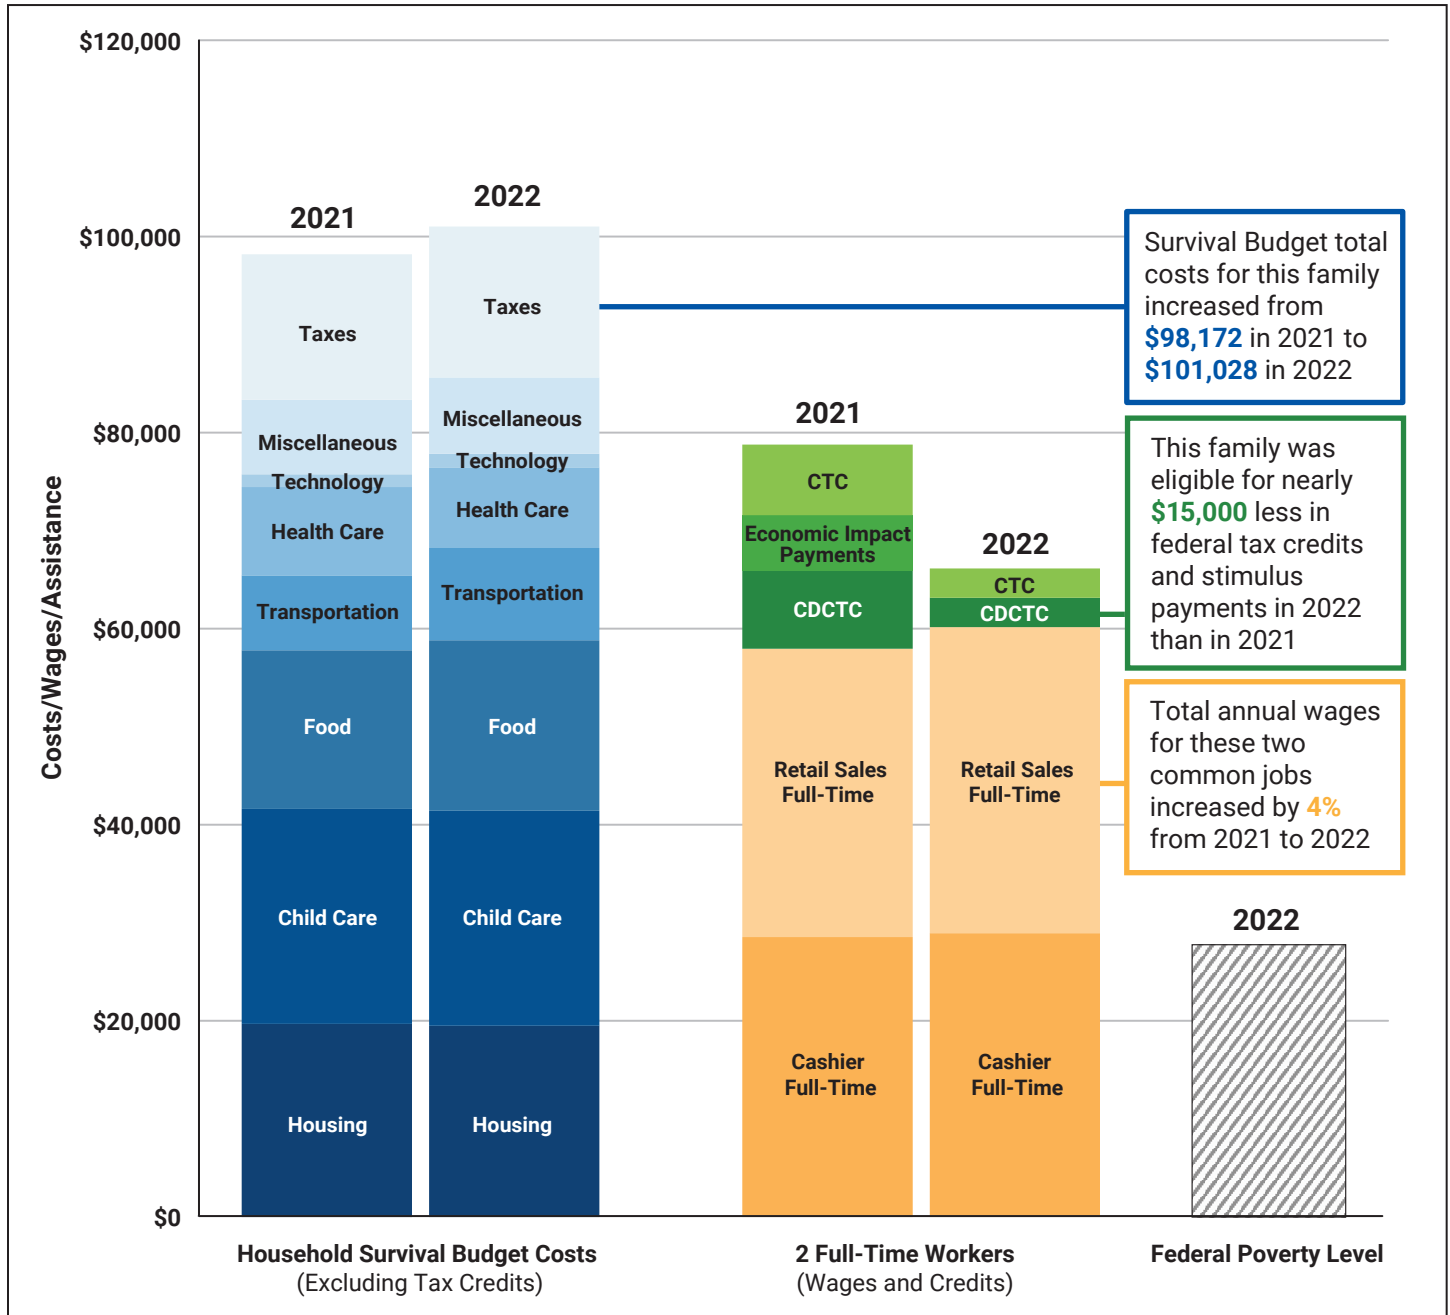 $120,000
$100,000
$80,000
$60,000
$40,000
$20,000
$0
Costs/Wages/Assistance
2021
Taxes
Miscellaneous
Technology
Health Care
Transportation
Food
Child Care
Housing
2022
Taxes
Miscellaneous
Technology
Health Care
Transportation
Food
Child Care
Housing
Household Survival Budget Costs
(Excluding Tax Credits)
2021
CTC
Economic Impact
Payments
CDCTC
Retail Sales
Full-Time
Cashier
Full-Time
2022
CTC
CDCTC
Retail Sales
Full-Time
Cashier
Full-Time
2 Full-Time Workers
(Wages and Credits)
Survival Budget total
costs for this family
increased from
$98,172 in 2021 to
$101,028 in 2022
This family was
eligible for nearly
$15,000 less in
federal tax credits
and stimulus
payments in 2022
than in 2021
Total annual wages
for these two
common jobs
increased by 4%
from 2021 to 2022
2022
Federal Poverty Level